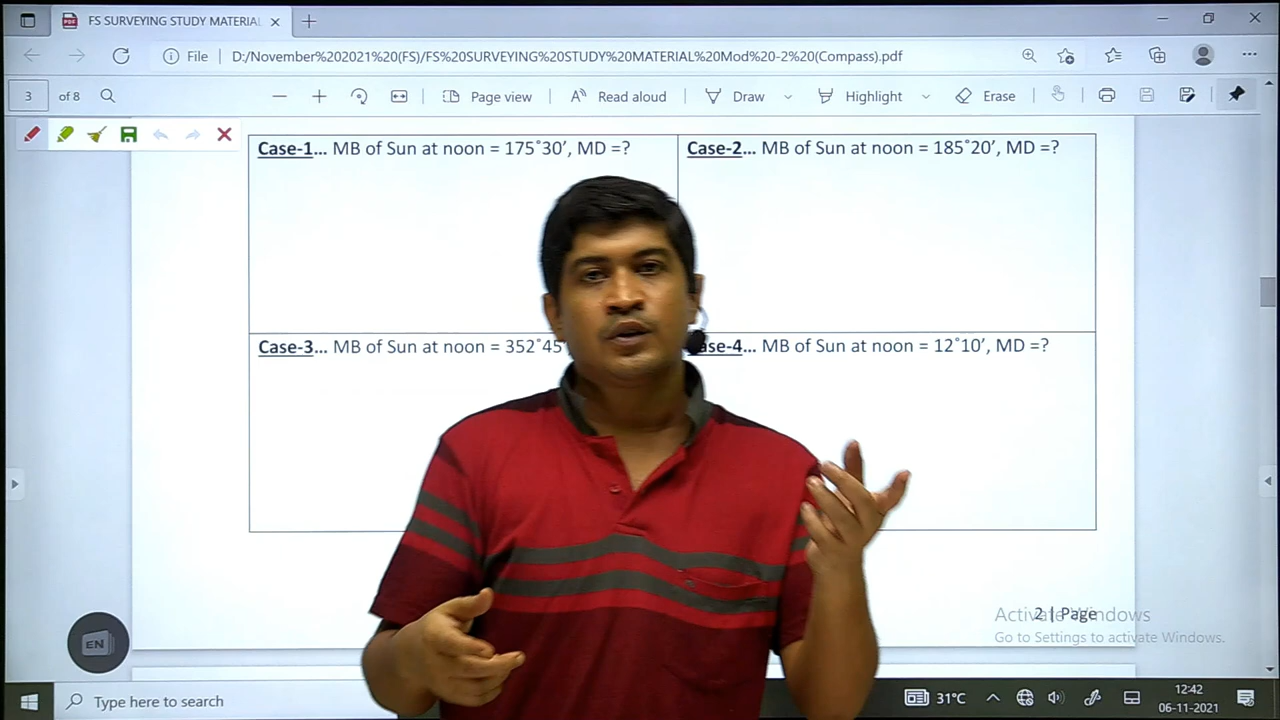 FS SURVEYING STUDY MATERIAL
File D:/November%202021%20(FS)/FS%20SURVEYING%20STUDY%20MATERIAL%20Mod%20-2%20(Compass).pdf
3 of 8 Page view Read aloud Draw Highlight Erase
Case-1... MB of Sun at noon = 175˚30’, MD =?
Case-2... MB of Sun at noon = 185˚20’, MD =?
Case-3... MB of Sun at noon = 352˚45
ase-4... MB of Sun at noon = 12˚10’, MD =?
2 | Page
Activate Windows
Go to Settings to activate Windows.
EN
Type here to search
31°C
12:42
06-11-2021